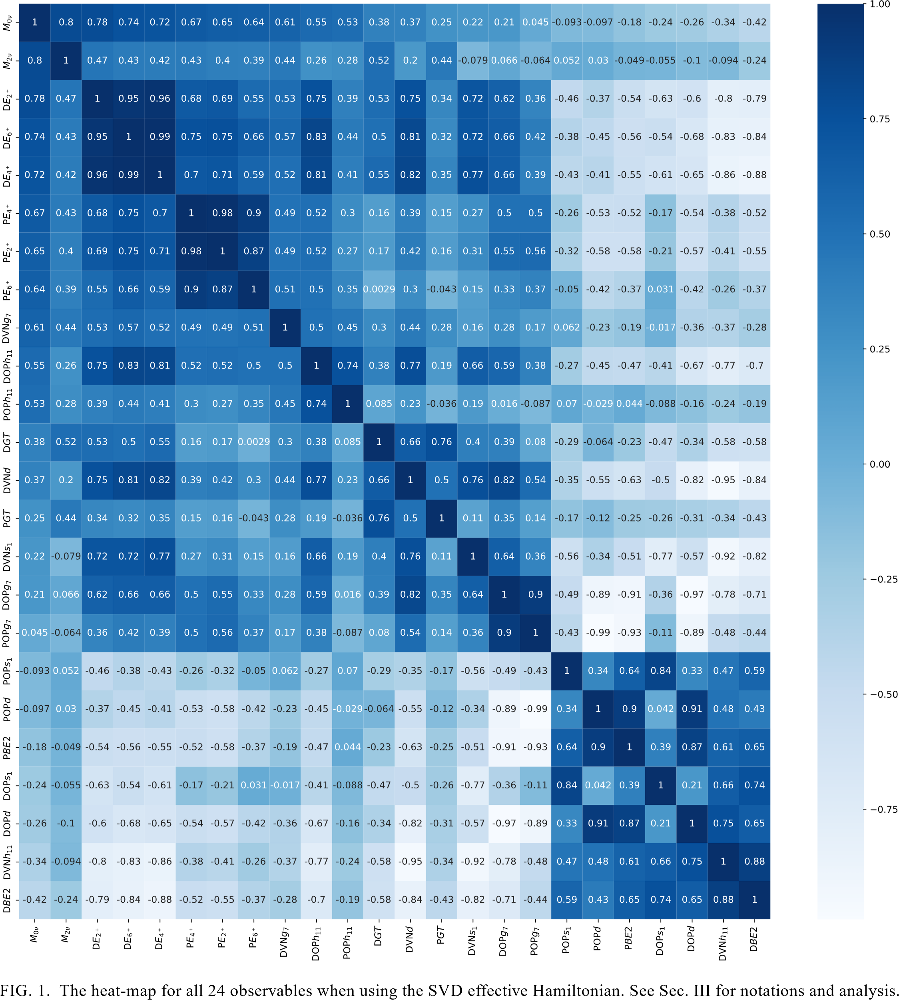 M0ν 1 0.8 0.78 0.74 0.72 0.67 0.65 0.64 0.61 0.55 0.53 0.38 0.37 0.25 0.22 0.21 0.045 -0.093 -0.097 -0.18 -0.24 -0.26 -0.34 -0.42
M2ν 0.8 1 0.47 0.43 0.42 0.43 0.4 0.39 0.44 0.26 0.28 0.52 0.2 0.44 -0.079 0.066 -0.064 0.052 0.03 -0.049 -0.055 -0.1 -0.094 -0.24
DE2+ 0.78 0.47 1 0.95 0.96 0.68 0.69 0.55 0.53 0.75 0.39 0.53 0.75 0.34 0.72 0.62 0.36 -0.46 -0.37 -0.54 -0.63 -0.6 -0.8 -0.79
DE6+ 0.74 0.43 0.95 1 0.99 0.75 0.75 0.66 0.57 0.83 0.44 0.5 0.81 0.32 0.72 0.66 0.42 -0.38 -0.45 -0.56 -0.54 -0.68 -0.83 -0.84
DE4+ 0.72 0.42 0.96 0.99 1 0.7 0.71 0.59 0.52 0.81 0.41 0.55 0.82 0.35 0.77 0.66 0.39 -0.43 -0.41 -0.55 -0.61 -0.65 -0.86 -0.88
PE4+ 0.67 0.43 0.68 0.75 0.7 1 0.98 0.9 0.49 0.52 0.3 0.16 0.39 0.15 0.27 0.5 0.5 -0.26 -0.53 -0.52 -0.17 -0.54 -0.38 -0.52
PE2+ 0.65 0.4 0.69 0.75 0.71 0.98 1 0.87 0.49 0.52 0.27 0.17 0.42 0.16 0.31 0.55 0.56 -0.32 -0.58 -0.58 -0.21 -0.57 -0.41 -0.55
PE6+ 0.64 0.39 0.55 0.66 0.59 0.9 0.87 1 0.51 0.5 0.35 0.0029 0.3 -0.043 0.15 0.33 0.37 -0.05 -0.42 -0.37 0.031 -0.42 -0.26 -0.37
DVNg7 0.61 0.44 0.53 0.57 0.52 0.49 0.49 0.51 1 0.5 0.45 0.3 0.44 0.28 0.16 0.28 0.17 0.062 -0.23 -0.19 -0.017 -0.36 -0.37 -0.28
DOPh11 0.55 0.26 0.75 0.83 0.81 0.52 0.52 0.5 0.5 1 0.74 0.38 0.77 0.19 0.66 0.59 0.38 -0.27 -0.45 -0.47 -0.41 -0.67 -0.77 -0.7
POPh11 0.53 0.28 0.39 0.44 0.41 0.3 0.27 0.35 0.45 0.74 1 0.085 0.23 -0.036 0.19 0.016 -0.087 0.07 -0.029 0.044 -0.088 -0.16 -0.24 -0.19
DGT 0.38 0.52 0.53 0.5 0.55 0.16 0.17 0.0029 0.3 0.38 0.085 1 0.66 0.76 0.4 0.39 0.08 -0.29 -0.064 -0.23 -0.47 -0.34 -0.58 -0.58
DVNd 0.37 0.2 0.75 0.81 0.82 0.39 0.42 0.3 0.44 0.77 0.23 0.66 1 0.5 0.76 0.82 0.54 -0.35 -0.55 -0.63 -0.5 -0.82 -0.95 -0.84
PGT 0.25 0.44 0.34 0.32 0.35 0.15 0.16 -0.043 0.28 0.19 -0.036 0.76 0.5 1 0.11 0.35 0.14 -0.17 -0.12 -0.25 -0.26 -0.31 -0.34 -0.43
DVNs1 0.22 -0.079 0.72 0.72 0.77 0.27 0.31 0.15 0.16 0.66 0.19 0.4 0.76 0.11 1 0.64 0.36 -0.56 -0.34 -0.51 -0.77 -0.57 -0.92 -0.82
DOPg7 0.21 0.066 0.62 0.66 0.66 0.5 0.55 0.33 0.28 0.59 0.016 0.39 0.82 0.35 0.64 1 0.9 -0.49 -0.89 -0.91 -0.36 -0.97 -0.78 -0.71
POPg7 0.045 -0.064 0.36 0.42 0.39 0.5 0.56 0.37 0.17 0.38 -0.087 0.08 0.54 0.14 0.36 0.9 1 -0.43 -0.99 -0.93 -0.11 -0.89 -0.48 -0.44
POPs1 -0.093 0.052 -0.46 -0.38 -0.43 -0.26 -0.32 -0.05 0.062 -0.27 0.07 -0.29 -0.35 -0.17 -0.56 -0.49 -0.43 1 0.34 0.64 0.84 0.33 0.47 0.59
POPd -0.097 0.03 -0.37 -0.45 -0.41 -0.53 -0.58 -0.42 -0.23 -0.45 -0.029 -0.064 -0.55 -0.12 -0.34 -0.89 -0.99 0.34 1 0.9 0.042 0.91 0.48 0.43
PBE2 -0.18 -0.049 -0.54 -0.56 -0.55 -0.52 -0.58 -0.37 -0.19 -0.47 0.044 -0.23 -0.63 -0.25 -0.51 -0.91 -0.93 0.64 0.9 1 0.39 0.87 0.61 0.65
DOPs1 -0.24 -0.055 -0.63 -0.54 -0.61 -0.17 -0.21 0.031 -0.017 -0.41 -0.088 -0.47 -0.5 -0.26 -0.77 -0.36 -0.11 0.84 0.042 0.39 1 0.21 0.66 0.74
DOPd -0.26 -0.1 -0.6 -0.68 -0.65 -0.54 -0.57 -0.42 -0.36 -0.67 -0.16 -0.34 -0.82 -0.31 -0.57 -0.97 -0.89 0.33 0.91 0.87 0.21 1 0.75 0.65
DVNh11 -0.34 -0.094 -0.8 -0.83 -0.86 -0.38 -0.41 -0.26 -0.37 -0.77 -0.24 -0.58 -0.95 -0.34 -0.92 -0.78 -0.48 0.47 0.48 0.61 0.66 0.75 1 0.88
DBE2 -0.42 -0.24 -0.79 -0.84 -0.88 -0.52 -0.55 -0.37 -0.28 -0.7 -0.19 -0.58 -0.84 -0.43 -0.82 -0.71 -0.44 0.59 0.43 0.65 0.74 0.65 0.88 1
M0ν M2ν DE2+ DE6+ DE4+ PE4+ PE2+ PE6+ DVNg7 DOPh11 POPh11 DGT DVNd PGT DVNs1 DOPg7 POPg7 POPs1 POPd PBE2 DOPs1 DOPd DVNh11 DBE2
1.00
0.75
0.50
0.25
0.00
−0.25
−0.50
−0.75
FIG. 1. The heat-map for all 24 observables when using the SVD effective Hamiltonian. See Sec. III for notations and analysis.